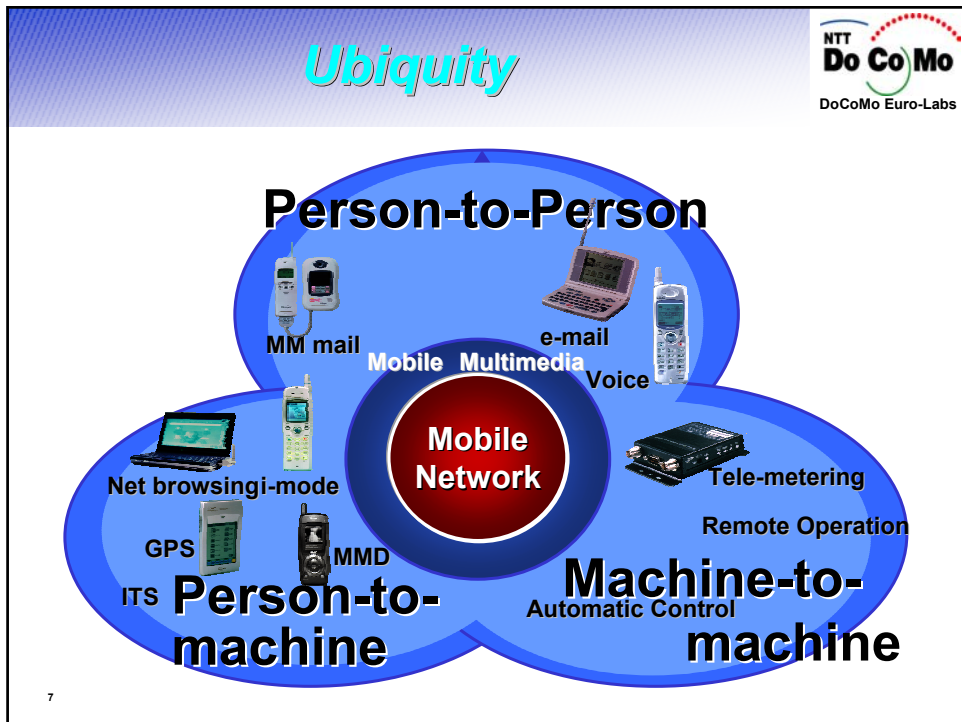 Ubiquity
NTT
Do Co Mo
DoCoMo Euro-Labs
Person-to-Person
MM mail
e-mail
Voice
Mobile Multimedia
Mobile
Network
Net browsing
i-mode
GPS
MMD
ITS
Person-to-
machine
Tele-metering
Remote Operation
Machine-to-
machine
Automatic Control
7